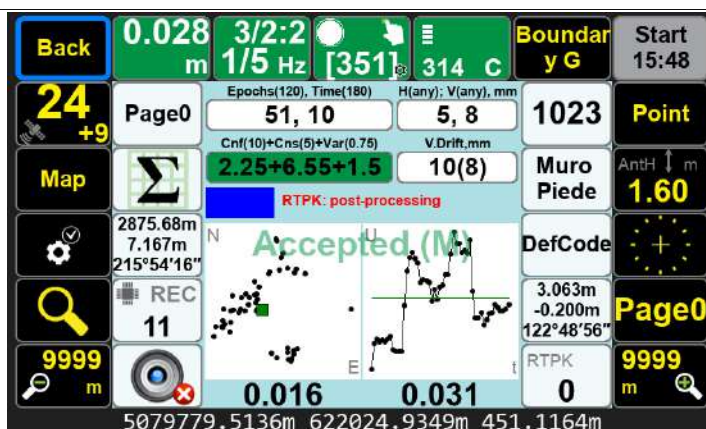 Back
0.028
m
3/2:2
1/5 Hz
[351]
314 C
Boundar
y G
Start
15:48
24
+9
Page0
Epochs(120), Time(180)
51, 10
H(any); V(any), mm
5, 8
1023
Point
Map
Σ
Cnf(10)+Cns(5)+Var(0.75)
2.25+6.55+1.5
V.Drift,mm
10(8)
Muro
Piede
AntH m
1.60
RTPK: post-processing
2875.68m
7.167m
215°54'16"
N
Accepted (M)
U
DefCode
REC
11
3.063m
-0.200m
122°48'56"
Page0
9999
m
E
t
RTPK
0
9999
m
0.016
0.031
5079779.5136m 622024.9349m 451.1164m